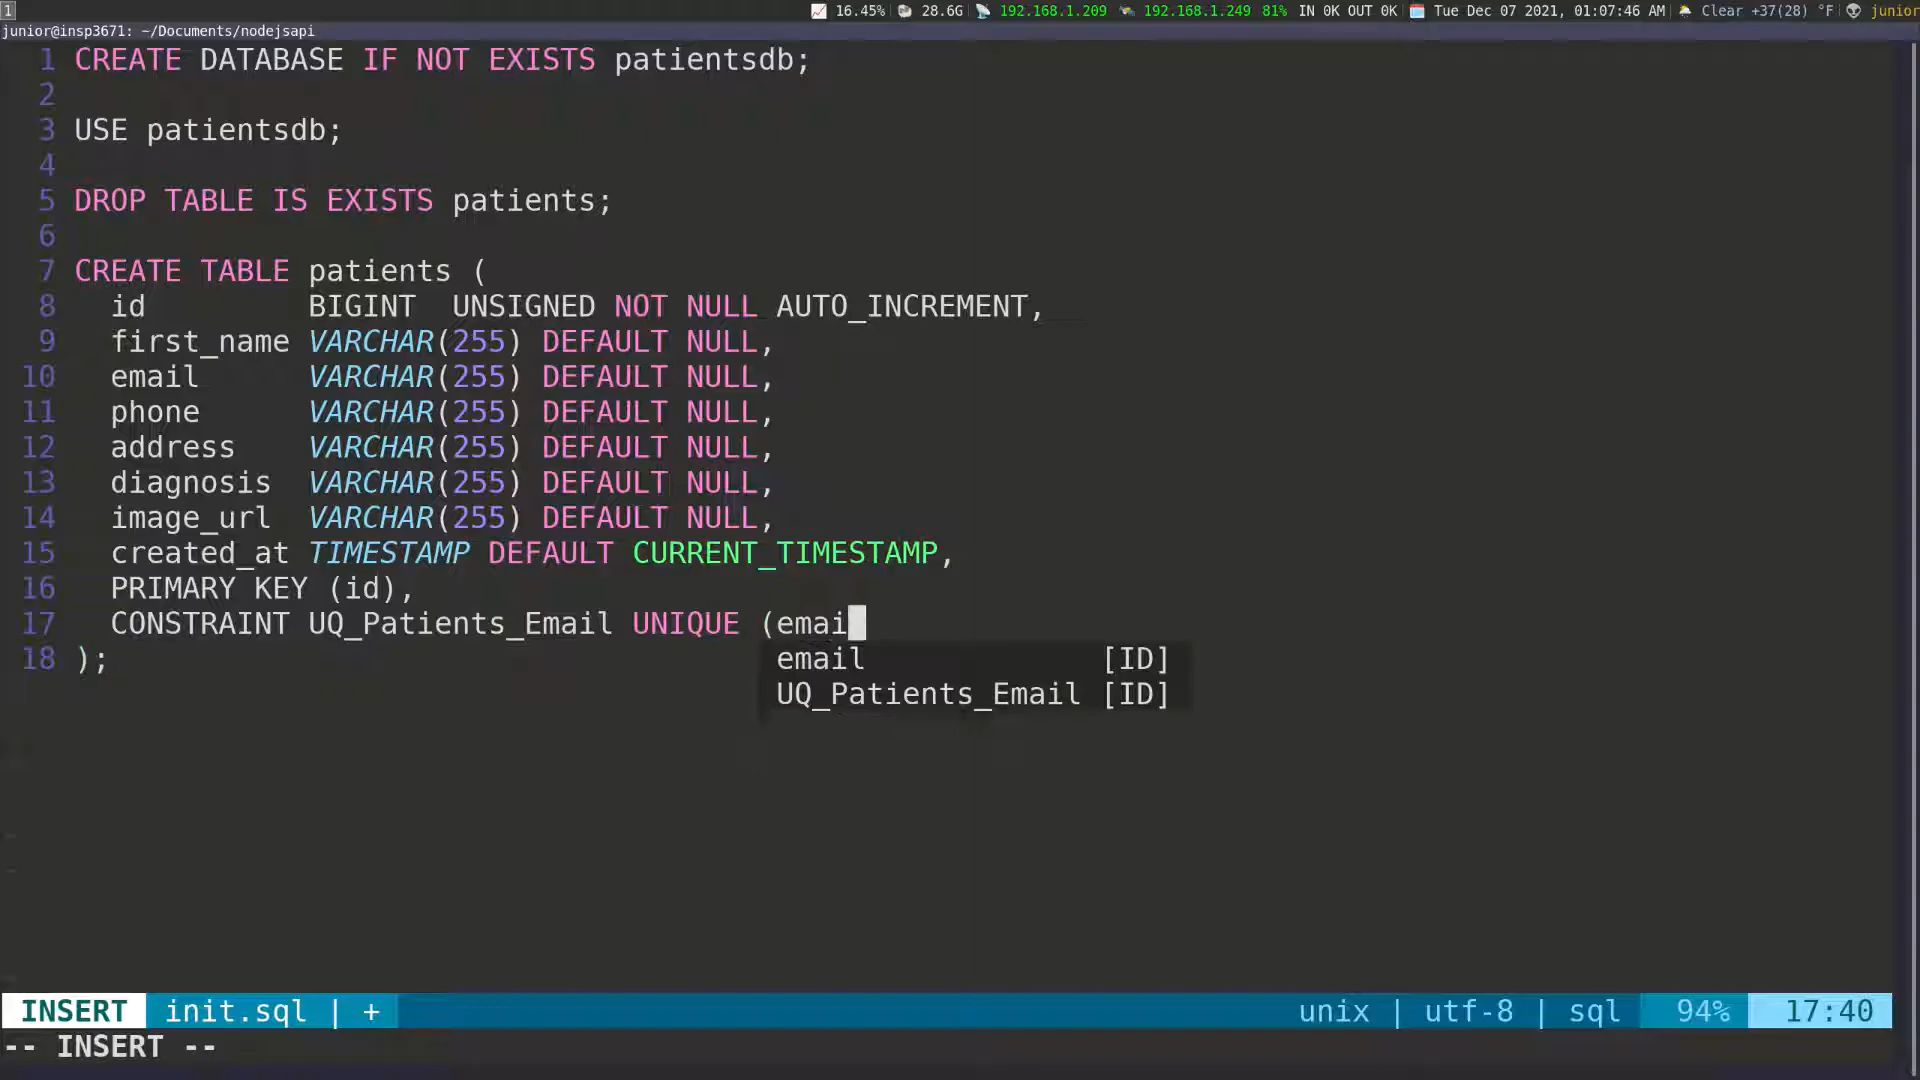 1 16.45% 28.6G 192.168.1.209 192.168.1.249 81% IN 0K OUT 0K Tue Dec 07 2021, 01:07:46 AM Clear +37(28) °F junior
junior@insp3671: ~/Documents/nodejsapi
1 CREATE DATABASE IF NOT EXISTS patientsdb;
2
3 USE patientsdb;
4
5 DROP TABLE IS EXISTS patients;
6
7 CREATE TABLE patients (
8   id         BIGINT  UNSIGNED NOT NULL AUTO_INCREMENT,
9   first_name VARCHAR(255) DEFAULT NULL,
10   email      VARCHAR(255) DEFAULT NULL,
11   phone      VARCHAR(255) DEFAULT NULL,
12   address    VARCHAR(255) DEFAULT NULL,
13   diagnosis  VARCHAR(255) DEFAULT NULL,
14   image_url  VARCHAR(255) DEFAULT NULL,
15   created_at TIMESTAMP DEFAULT CURRENT_TIMESTAMP,
16   PRIMARY KEY (id),
17   CONSTRAINT UQ_Patients_Email UNIQUE (emai
18 );
email [ID]
UQ_Patients_Email [ID]
INSERT init.sql | + unix | utf-8 | sql 94% 17:40
-- INSERT --